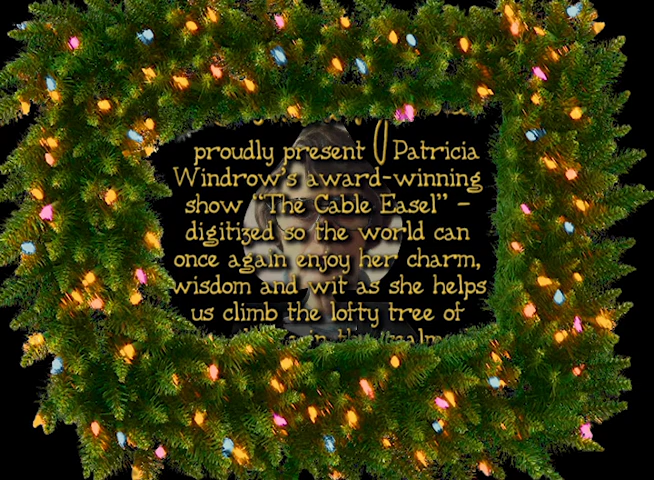 proudly present Patricia
Windrow's award-winning
show "The Cable Easel" –
digitized so the world can
once again enjoy her charm,
wisdom and wit as she helps
us climb the lofty tree of